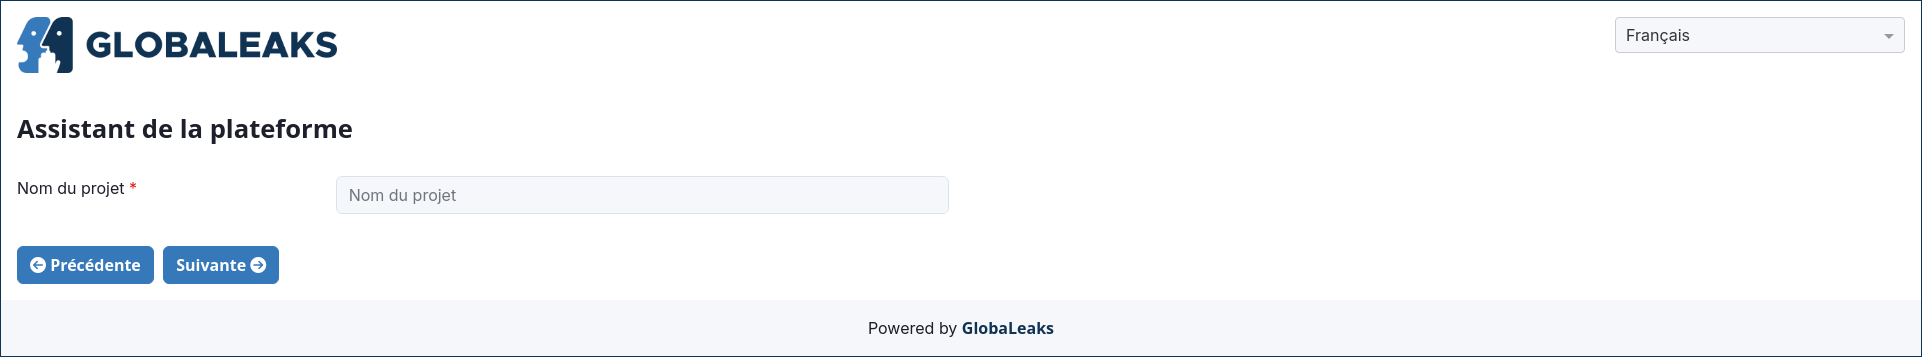 GLOBALEAKS
Français
Assistant de la plateforme
Nom du projet *
Nom du projet
Précédente
Suivante
Powered by GlobaLeaks